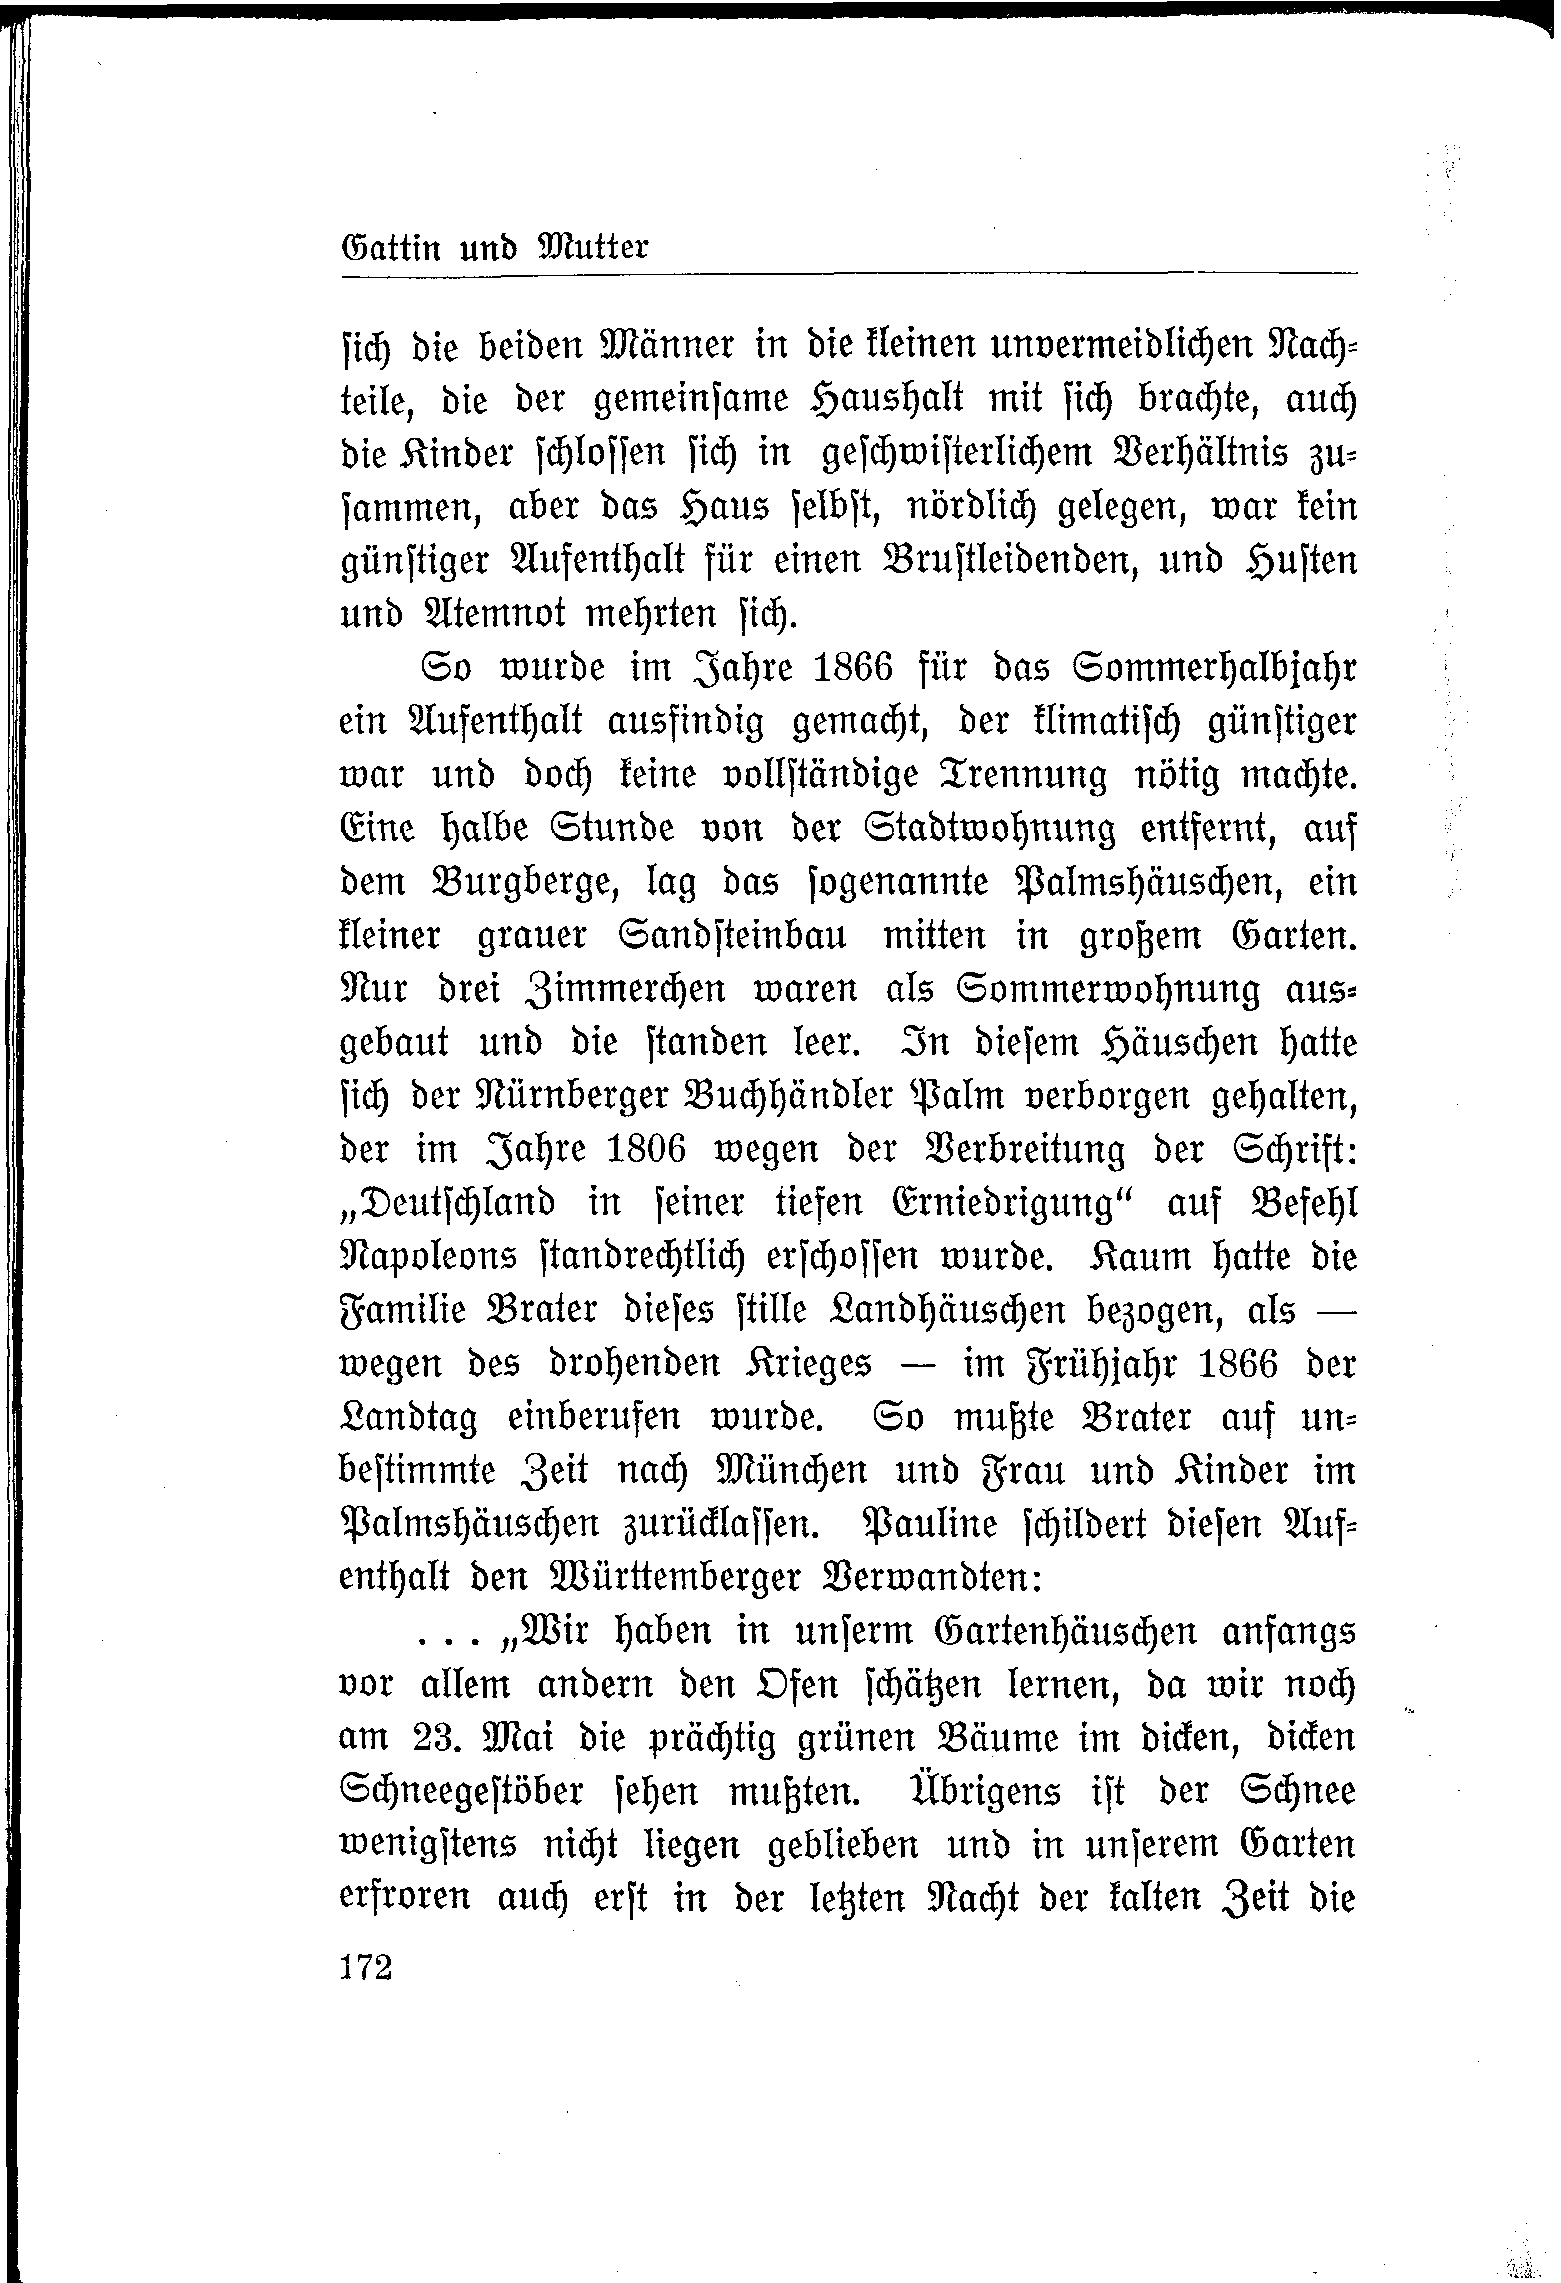 Gattin und Mutter
sich die beiden Männer in die kleinen unvermeidlichen Nach-
teile, die der gemeinsame Haushalt mit sich brachte, auch
die Kinder schlossen sich in geschwisterlichem Verhältnis zu-
sammen, aber das Haus selbst, nördlich gelegen, war kein
günstiger Aufenthalt für einen Brustleidenden, und Husten
und Atemnot mehrten sich.
So wurde im Jahre 1866 für das Sommerhalbjahr
ein Aufenthalt ausfindig gemacht, der klimatisch günstiger
war und doch keine vollständige Trennung nötig machte.
Eine halbe Stunde von der Stadtwohnung entfernt, auf
dem Burgberge, lag das sogenannte Palmshäuschen, ein
kleiner grauer Sandsteinbau mitten in großem Garten.
Nur drei Zimmerchen waren als Sommerwohnung aus-
gebaut und die standen leer. In diesem Häuschen hatte
sich der Nürnberger Buchhändler Palm verborgen gehalten,
der im Jahre 1806 wegen der Verbreitung der Schrift:
„Deutschland in seiner tiefen Erniedrigung“ auf Befehl
Napoleons standrechtlich erschossen wurde. Kaum hatte die
Familie Brater dieses stille Landhäuschen bezogen, als —
wegen des drohenden Krieges — im Frühjahr 1866 der
Landtag einberufen wurde. So mußte Brater auf un-
bestimmte Zeit nach München und Frau und Kinder im
Palmshäuschen zurücklassen. Pauline schildert diesen Auf-
enthalt den Württemberger Verwandten:
. . . „Wir haben in unserm Gartenhäuschen anfangs
vor allem andern den Ofen schätzen lernen, da wir noch
am 23. Mai die prächtig grünen Bäume im dicken, dicken
Schneegestöber sehen mußten. Übrigens ist der Schnee
wenigstens nicht liegen geblieben und in unserem Garten
erfroren auch erst in der letzten Nacht der kalten Zeit die
172